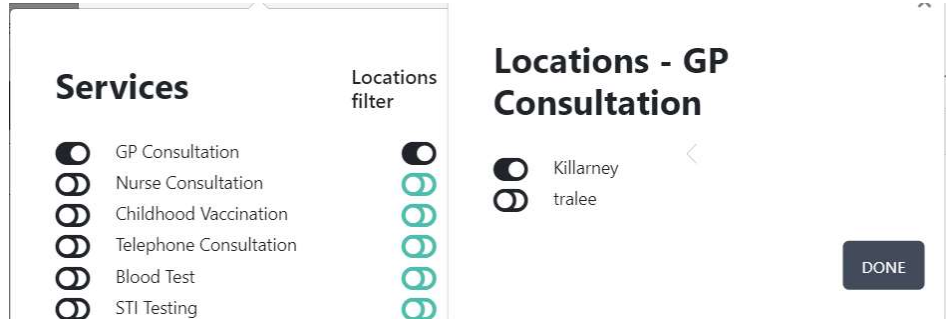 Services
Locations
filter
GP Consultation
Nurse Consultation
Childhood Vaccination
Telephone Consultation
Blood Test
STI Testing
Locations - GP
Consultation
Killarney
tralee
DONE